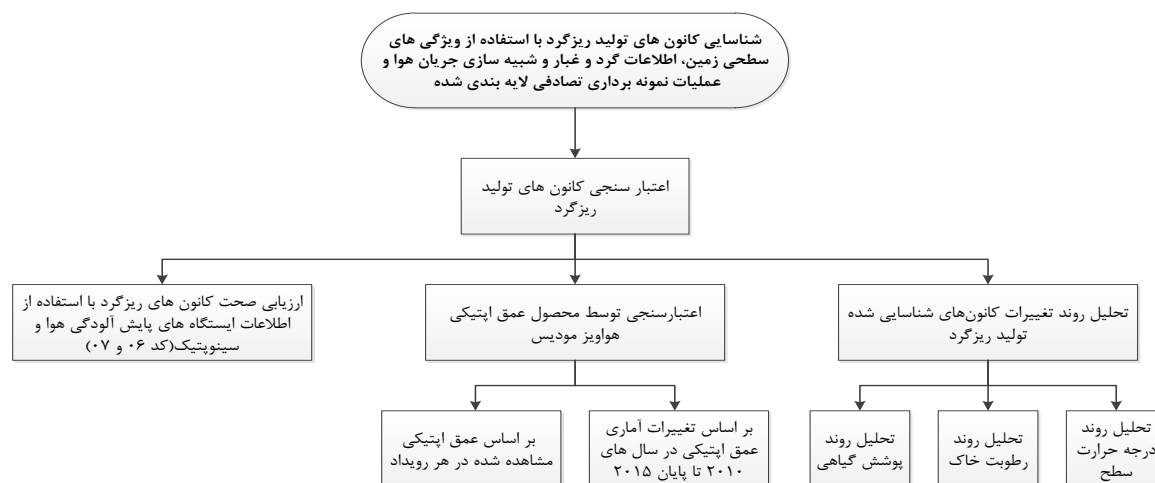 شناسایی کانون های تولید ریزگرد با استفاده از ویژگی های
سطحی زمین، اطلاعات گرد و غبار و شبیه سازی جریان هوا و
عملیات نمونه برداری تصادفی لایه بندی شده
اعتبار سنجی کانون های تولید
ریزگرد
تحلیل روند تغییرات کانون‌های شناسایی شده
تولید ریزگرد
اعتبارسنجی توسط محصول عمق اپتیکی
هواویز مودیس
ارزیابی صحت کانون های ریزگرد با استفاده از
اطلاعات ایستگاه های پایش آلودگی هوا و
سینوپتیک(کد ۰۶ و ۰۷)
تحلیل روند
درجه حرارت
سطح
تحلیل روند
رطوبت خاک
تحلیل روند
پوشش گیاهی
بر اساس تغییرات آماری
عمق اپتیکی در سال های
۲۰۱۰ تا پایان ۲۰۱۵
بر اساس عمق اپتیکی
مشاهده شده در هر رویداد